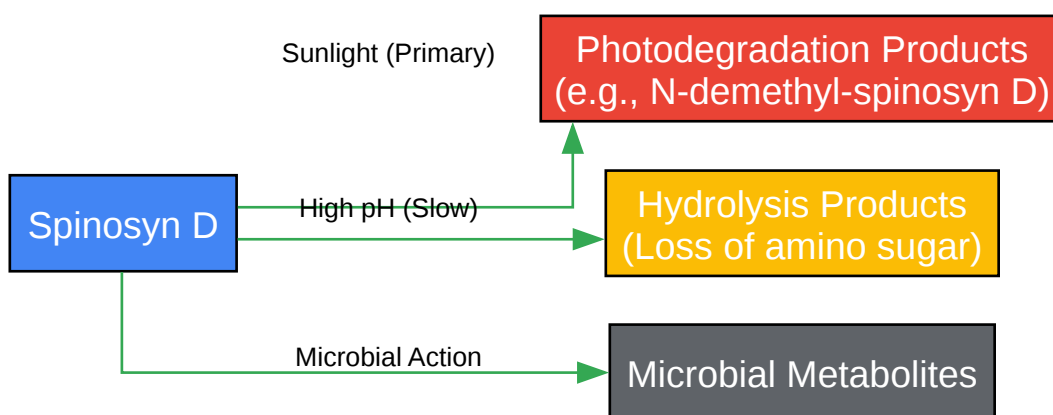 Sunlight (Primary)
Photodegradation Products
(e.g., N-demethyl-spinosyn D)
Spinosyn D
High pH (Slow)
Hydrolysis Products
(Loss of amino sugar)
Microbial Action
Microbial Metabolites